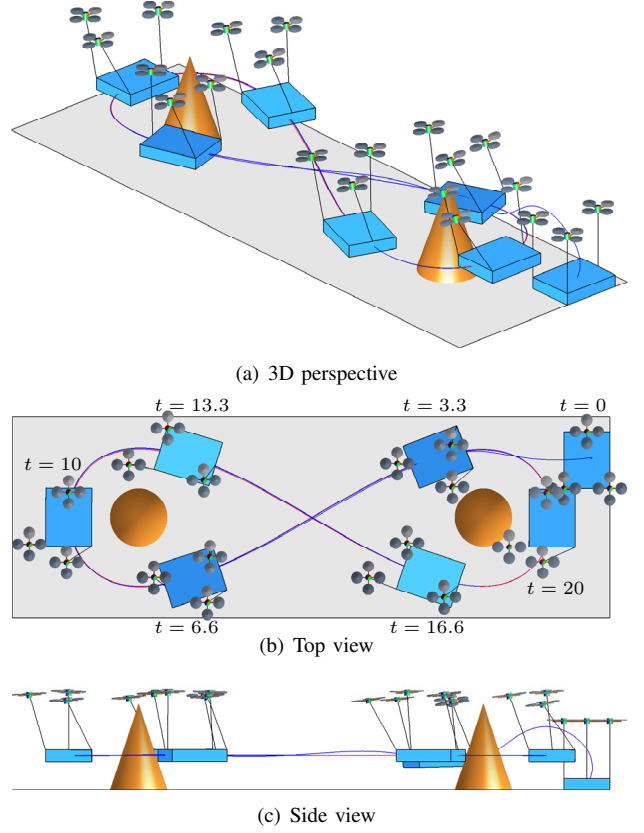 (a) 3D perspective
t = 13.3 t = 3.3 t = 0
t = 10
t = 20
t = 6.6 t = 16.6
(b) Top view
(c) Side view